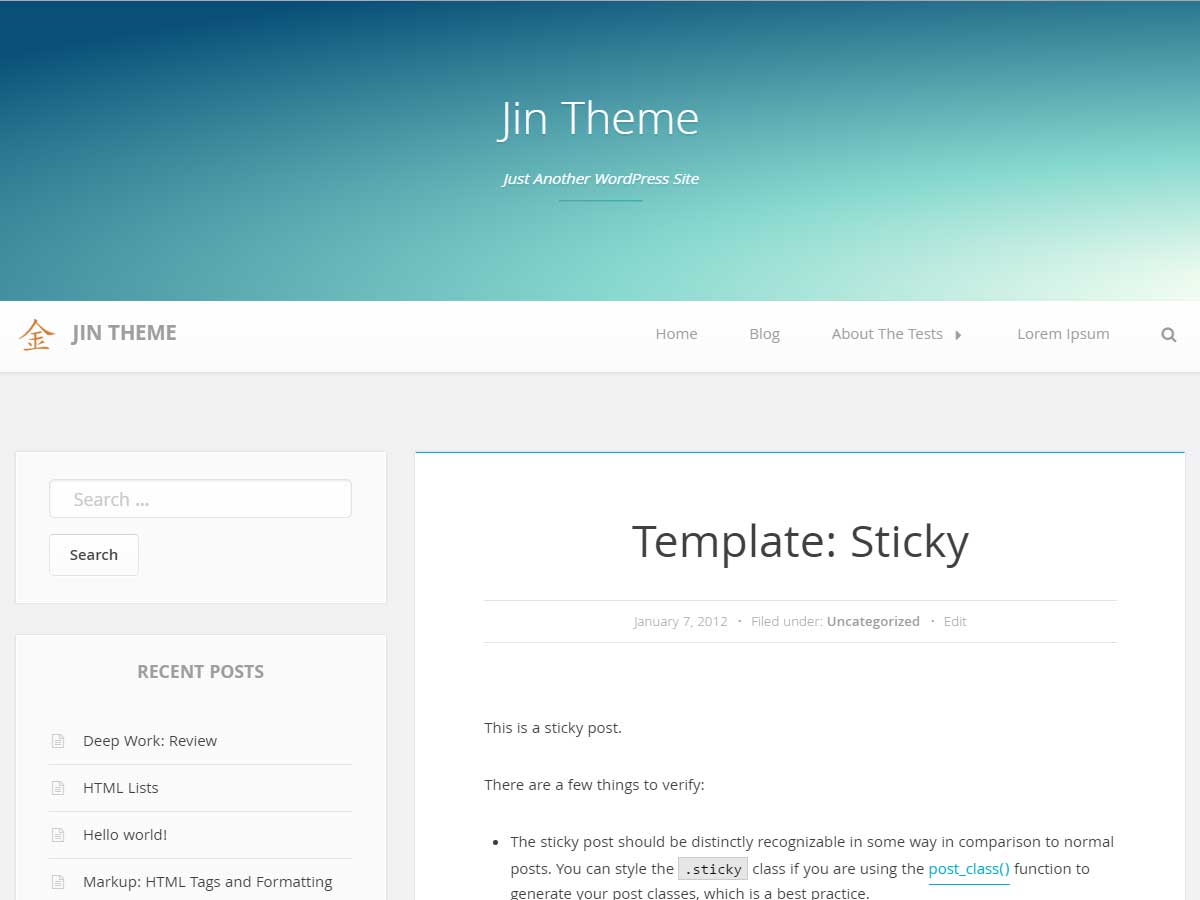 Jin Theme
Just Another WordPress Site
金 JIN THEME
Home Blog About The Tests Lorem Ipsum
Search ...
Search
RECENT POSTS
Deep Work: Review
HTML Lists
Hello world!
Markup: HTML Tags and Formatting
Template: Sticky
January 7, 2012 · Filed under: Uncategorized · Edit
This is a sticky post.
There are a few things to verify:
• The sticky post should be distinctly recognizable in some way in comparison to normal
posts. You can style the .sticky class if you are using the post_class() function to
generate your post classes, which is a best practice.